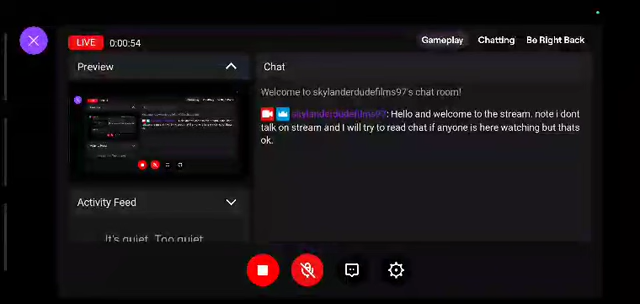 LIVE 0:00:54 Gameplay Chatting Be Right Back
Preview
Chat
Welcome to skylanderdudefilms97's chat room!
skylanderdudefilms97: Hello and welcome to the stream. note i dont
talk on stream and I will try to read chat if anyone is here watching but thats
ok.
Activity Feed
It's quiet. Too quiet